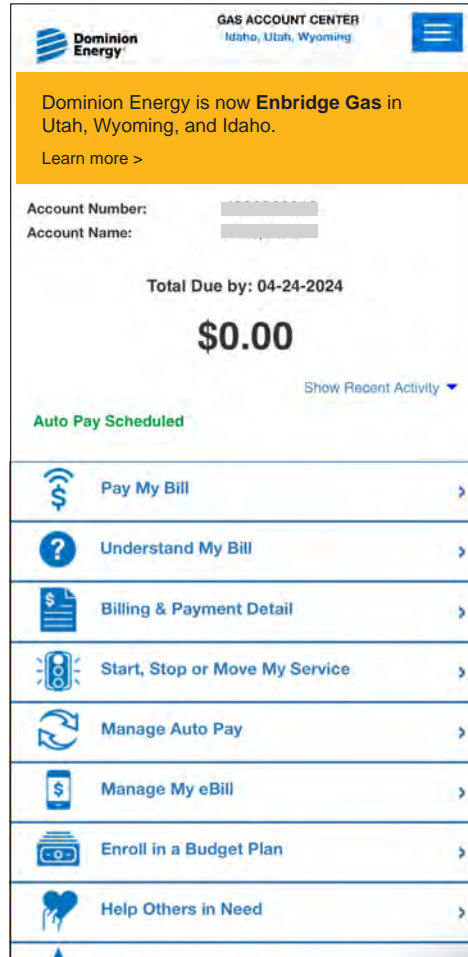 Dominion
Energy
GAS ACCOUNT CENTER
Idaho, Utah, Wyoming
Dominion Energy is now Enbridge Gas in
Utah, Wyoming, and Idaho.
Learn more >
Account Number:
Account Name:
Total Due by: 04-24-2024
$0.00
Show Recent Activity
Auto Pay Scheduled
Pay My Bill
Understand My Bill
Billing & Payment Detail
Start, Stop or Move My Service
Manage Auto Pay
Manage My eBill
Enroll in a Budget Plan
Help Others in Need